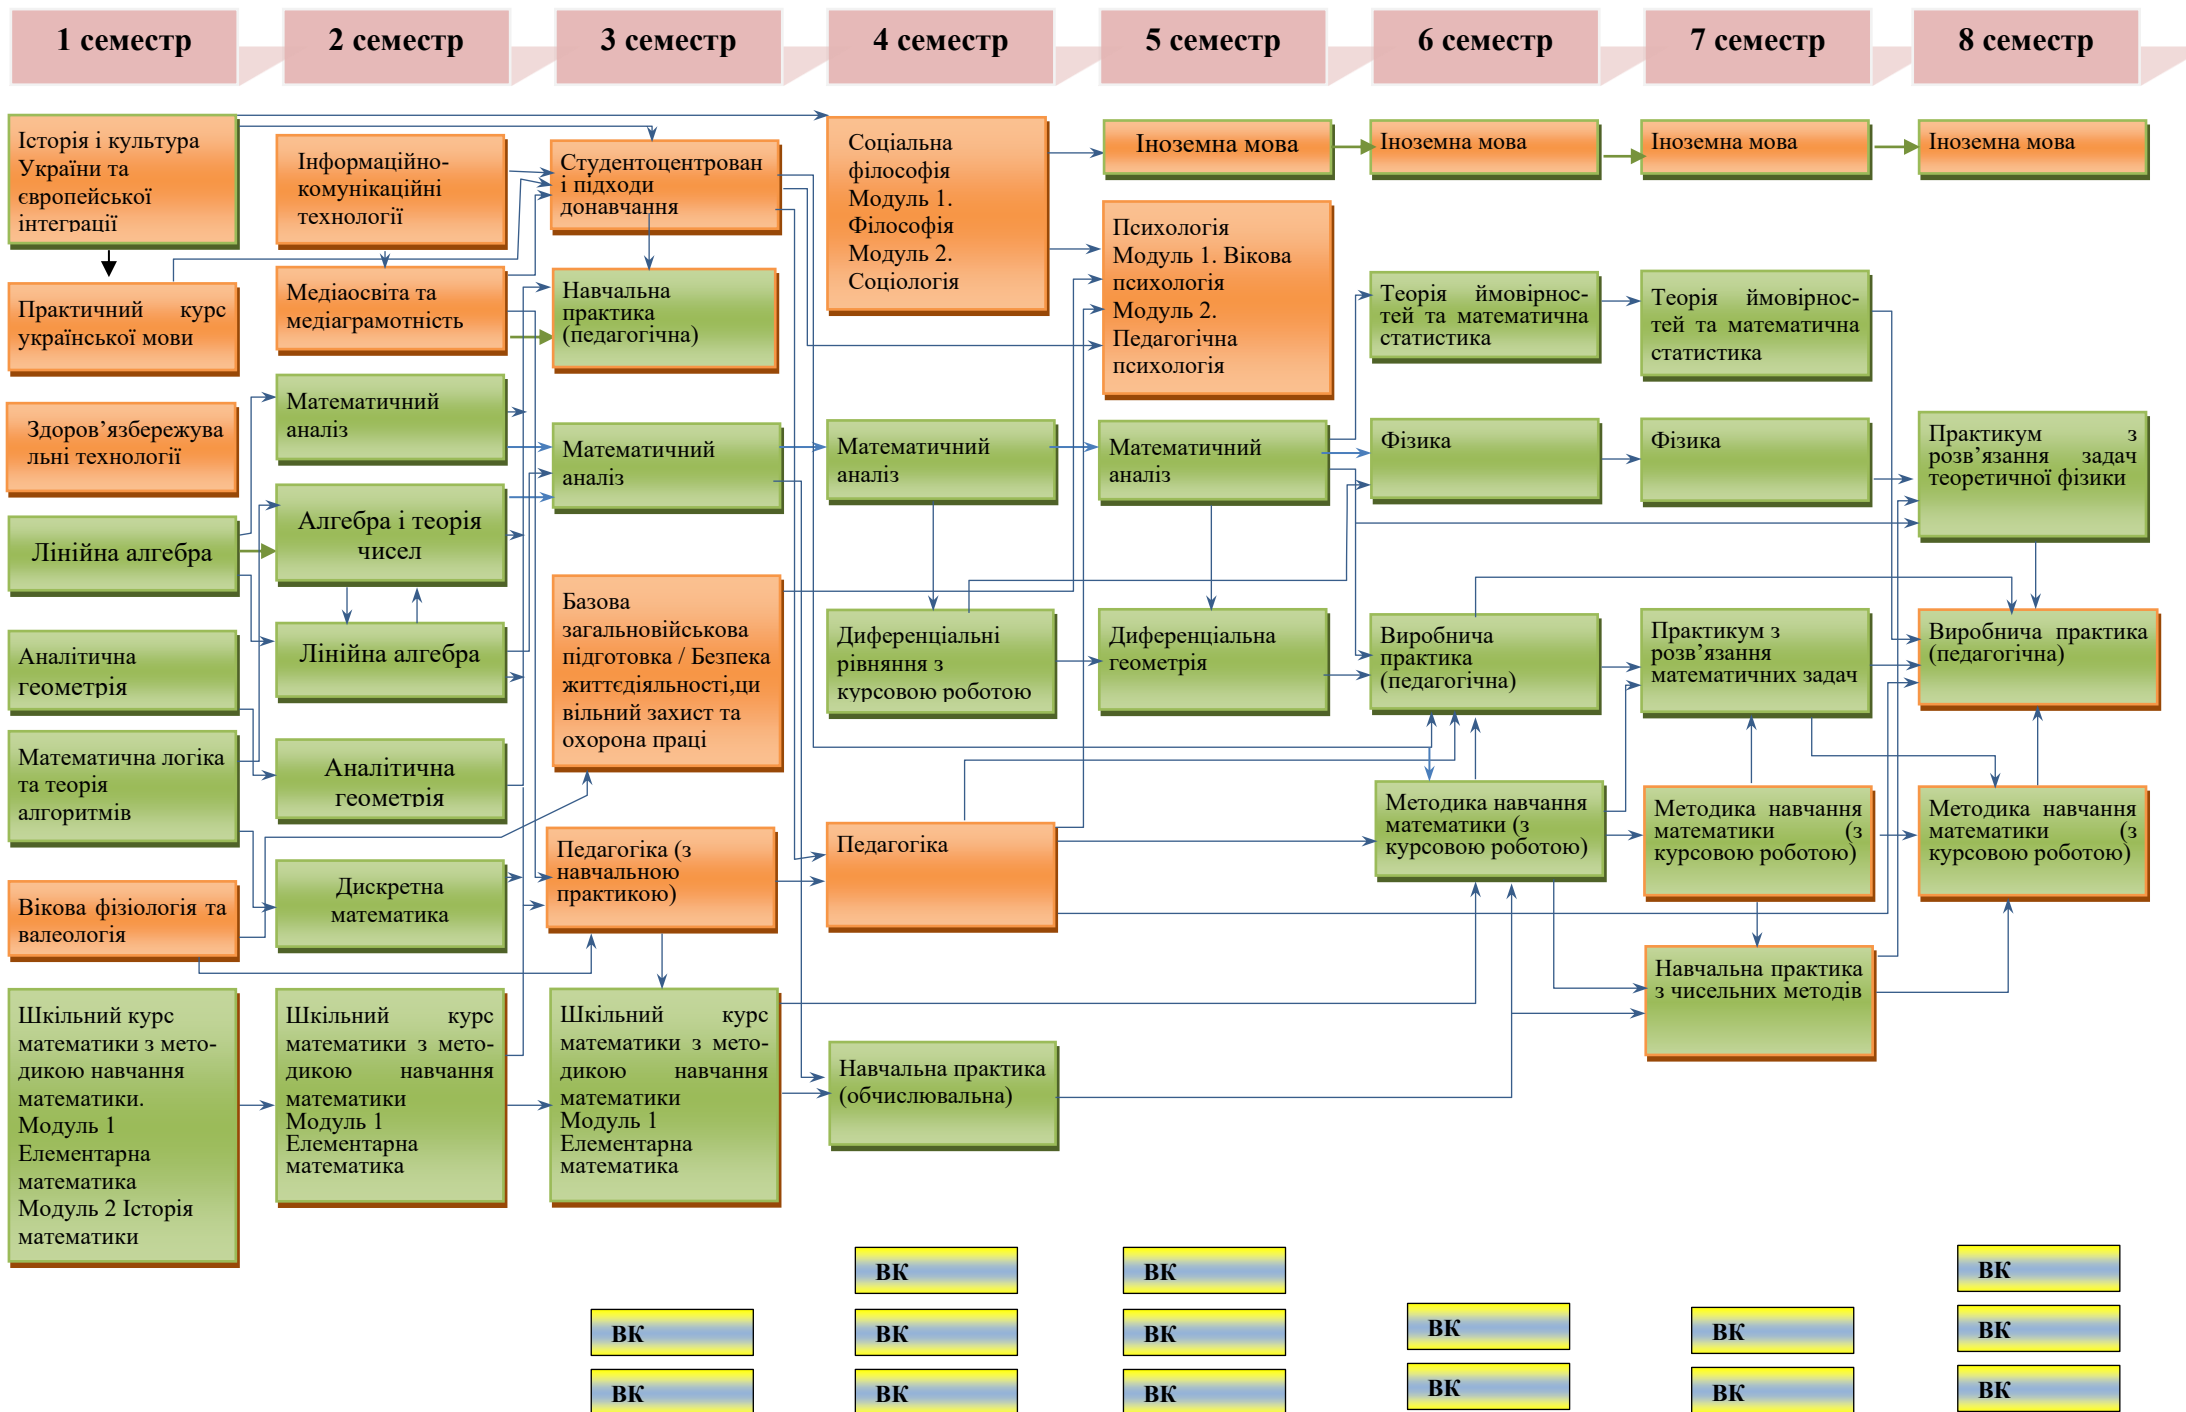 1 семестр
2 семестр
3 семестр
4 семестр
5 семестр
6 семестр
7 семестр
8 семестр
Історія і культура
України та
європейської
інтеграції
Практичний курс
української мови
Здоров’язбережува
льні технології
Лінійна алгебра
Аналітична
геометрія
Математична логіка
та теорія
алгоритмів
Вікова фізіологія та
валеологія
Шкільний курс
математики з мето-
дикою навчання
математики.
Модуль 1
Елементарна
математика
Модуль 2 Історія
математики
Інформаційно-
комунікаційні
технології
Медіаосвіта та
медіаграмотність
Математичний
аналіз
Алгебра і теорія
чисел
Лінійна алгебра
Аналітична
геометрія
Дискретна
математика
Шкільний курс
математики з мето-
дикою навчання
математики
Модуль 1
Елементарна
математика
Студентоцентрован
і підходи
донавчання
Навчальна
практика
(педагогічна)
Математичний
аналіз
Базова
загальновійськова
підготовка / Безпека
життєдіяльності,ци
вільний захист та
охорона праці
Педагогіка (з
навчальною
практикою)
Шкільний курс
математики з мето-
дикою навчання
математики
Модуль 1
Елементарна
математика
ВК
ВК
Соціальна
філософія
Модуль 1.
Філософія
Модуль 2.
Соціологія
Математичний
аналіз
Диференціальні
рівняння з
курсовою роботою
Педагогіка
Навчальна практика
(обчислювальна)
ВК
ВК
ВК
Іноземна мова
Психологія
Модуль 1. Вікова
психологія
Модуль 2.
Педагогічна
психологія
Математичний
аналіз
Диференціальна
геометрія
ВК
ВК
ВК
Іноземна мова
Теорія ймовірнос-
тей та математична
статистика
Фізика
Виробнича
практика
(педагогічна)
Методика навчання
математики (з
курсовою роботою)
ВК
ВК
Іноземна мова
Теорія ймовірнос-
тей та математична
статистика
Фізика
Практикум з
розв’язання
математичних задач
Методика навчання
математики (з
курсовою роботою)
Навчальна практика
з чисельних методів
ВК
ВК
Іноземна мова
Практикум з
розв’язання задач
теоретичної фізики
Виробнича практика
(педагогічна)
Методика навчання
математики (з
курсовою роботою)
ВК
ВК
ВК